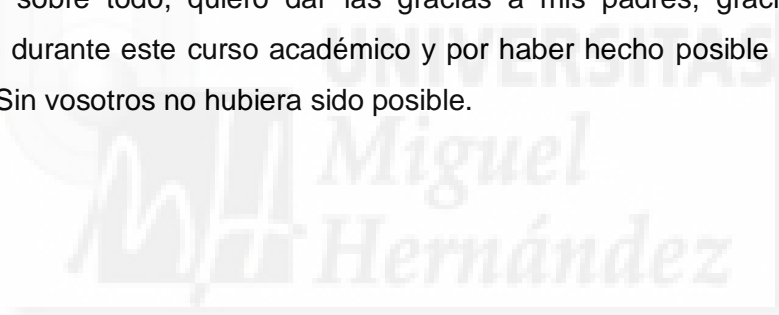 sobre todo, quiero dar las gracias a mis padres,
durante este curso académico y por haber hecho posible
Sin vosotros no hubiera sido posible.
UNIVERSITAS
Miguel
Hernández